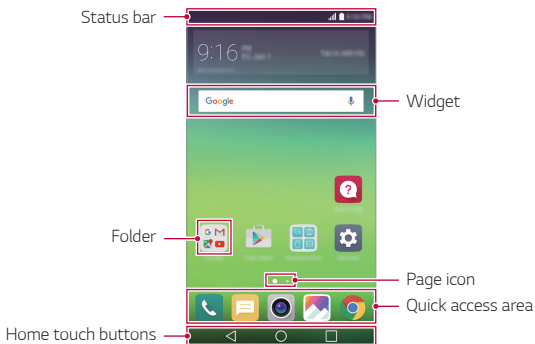 Status bar
9:16
Google
Widget
Folder
Page icon
Quick access area
Home touch buttons